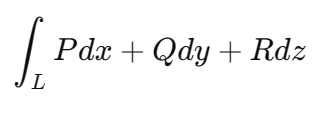 ∫_L Pdx + Qdy + Rdz